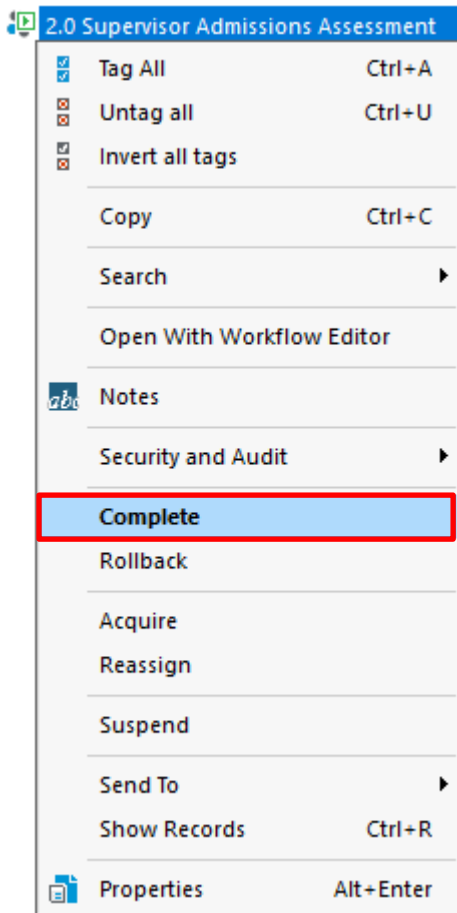 2.0 Supervisor Admissions Assessment
Tag All Ctrl+A
Untag all Ctrl+U
Invert all tags
Copy Ctrl+C
Search
Open With Workflow Editor
abc Notes
Security and Audit
Complete
Rollback
Acquire
Reassign
Suspend
Send To
Show Records Ctrl+R
Properties Alt+Enter